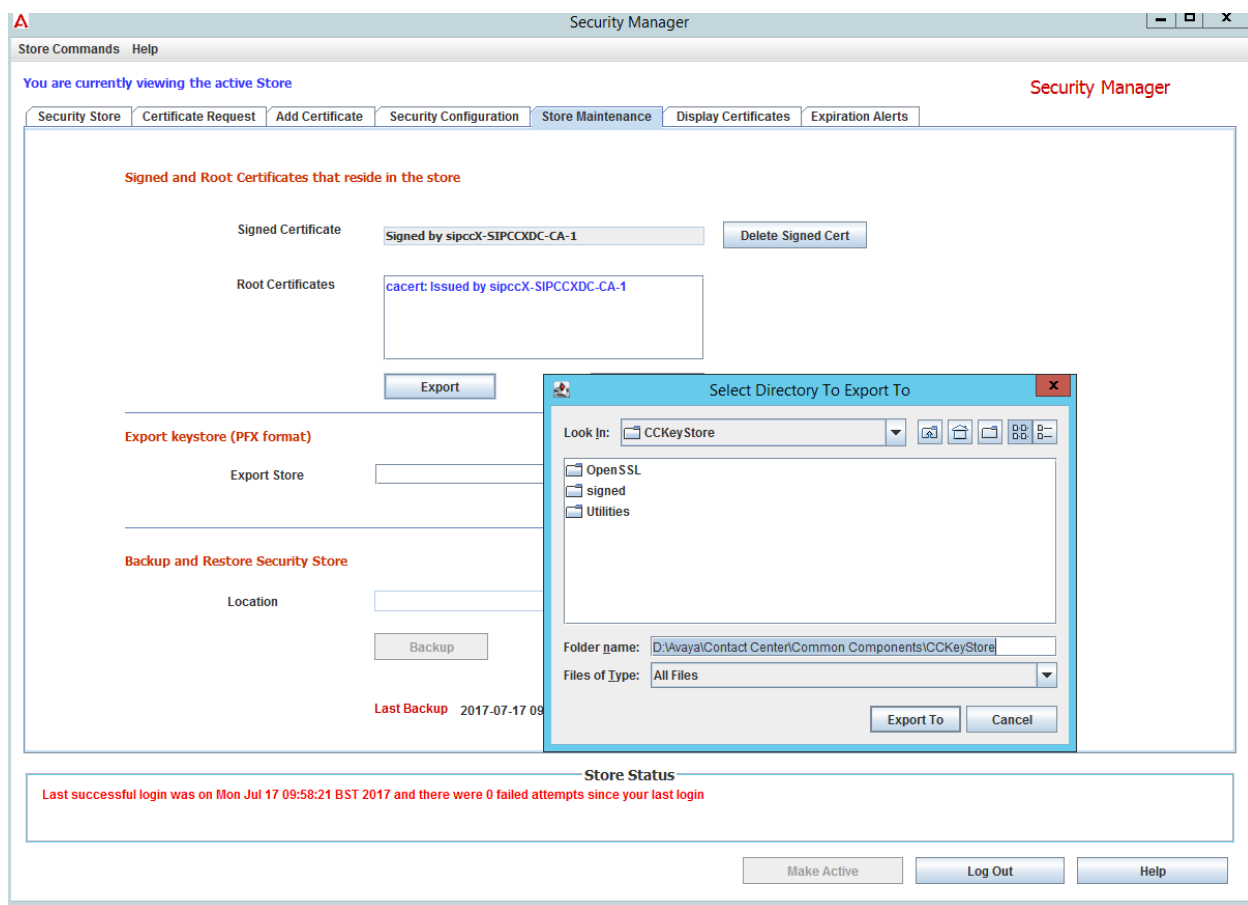 Security Manager
Store Commands Help
You are currently viewing the active Store
Security Manager
Security Store Certificate Request Add Certificate Security Configuration Store Maintenance Display Certificates Expiration Alerts
Signed and Root Certificates that reside in the store
Signed Certificate Signed by sipccX-SIPCCXDC-CA-1 Delete Signed Cert
Root Certificates cacert: Issued by sipccX-SIPCCXDC-CA-1
Export
Select Directory To Export To
Look In: CCKeyStore
OpenSSL
signed
Utilities
Folder name: D:\Avaya\Contact Center\Common Components\CCKeyStore
Files of Type: All Files
Export To Cancel
Export keystore (PFX format)
Export Store
Backup and Restore Security Store
Location
Backup
Last Backup 2017-07-17 09
Store Status
Last successful login was on Mon Jul 17 09:58:21 BST 2017 and there were 0 failed attempts since your last login
Make Active Log Out Help